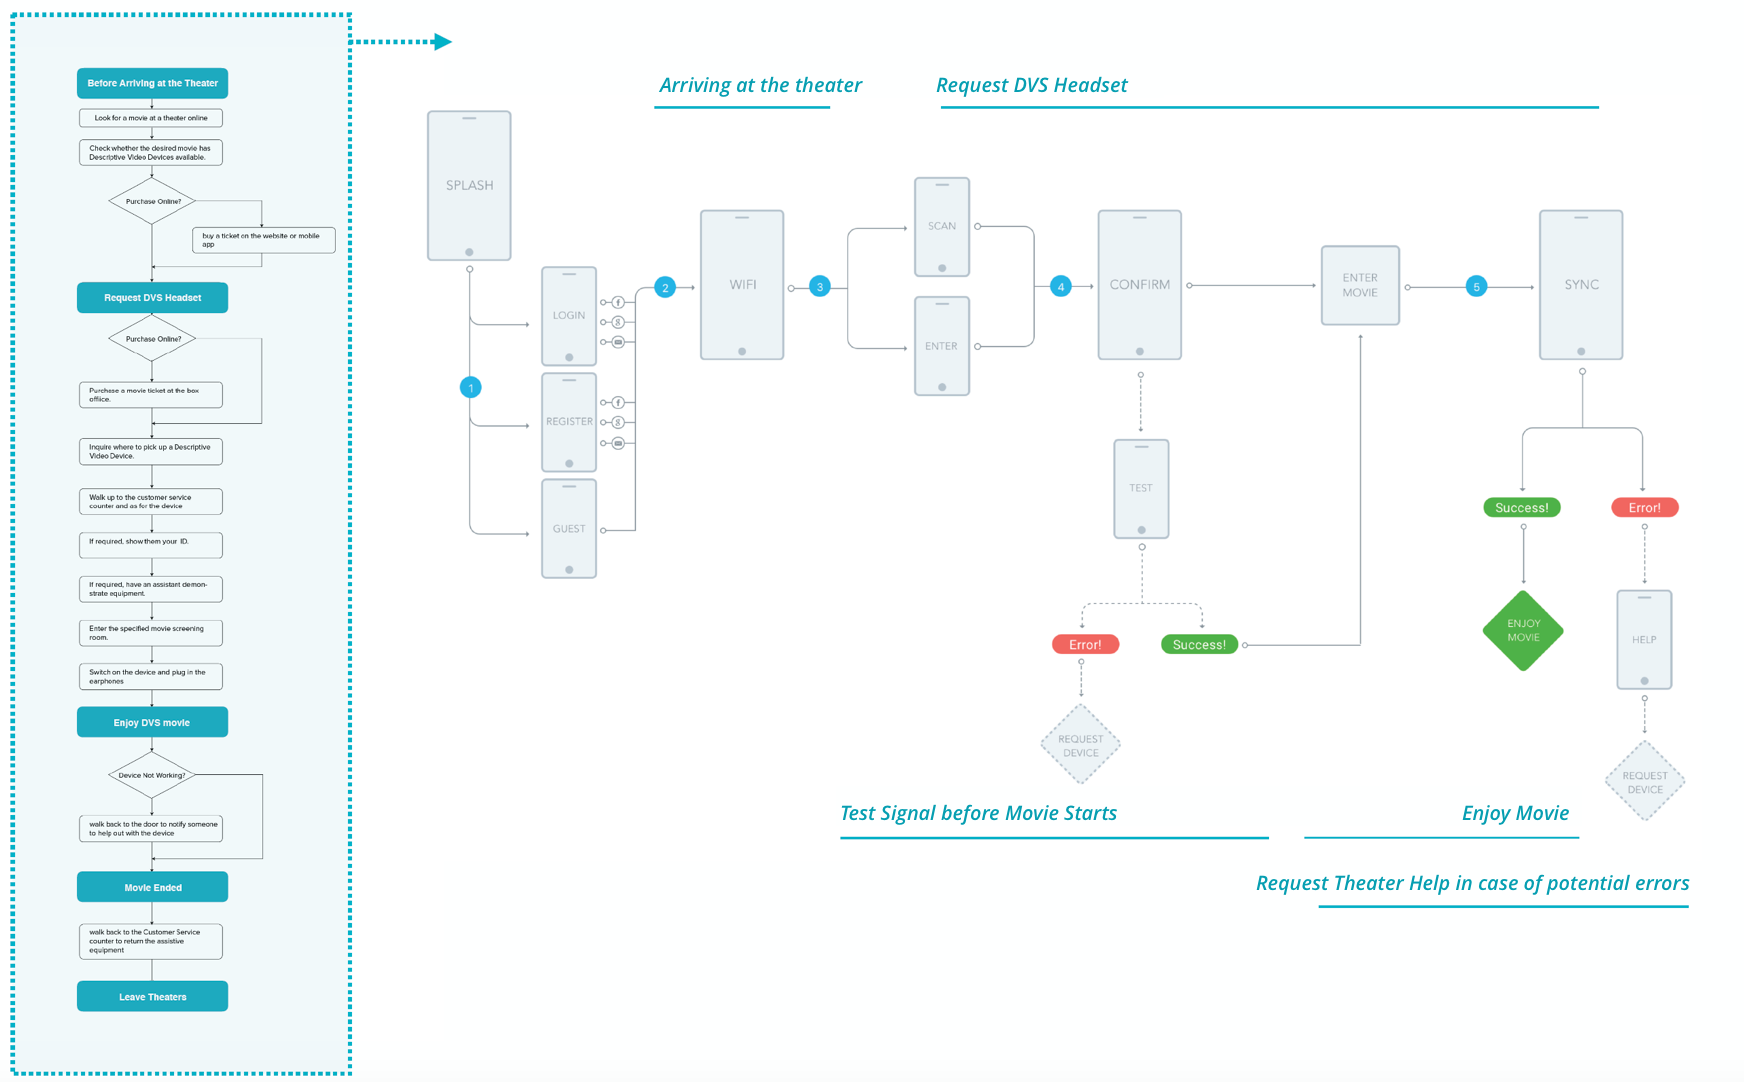 Before Arriving at the Theater
Look for a movie at a theater online
Check whether the desired movie has
Descriptive Video Devices available.
Purchase Online?
buy a ticket on the website or mobile
app
Request DVS Headset
Purchase Online?
Purchase a movie ticket at the box
offiice.
Inquire where to pick up a Descriptive
Video Device.
Walk up to the customer service
counter and as for the device
If required, show them your ID.
If required, have an assistant demon-
strate equipment.
Enter the specified movie screening
room.
Switch on the device and plug in the
earphones
Enjoy DVS movie
Device Not Working?
walk back to the door to notify someone
to help out with the device
Movie Ended
walk back to the Customer Service
counter to return the assistive
equipment
Leave Theaters
Arriving at the theater
Request DVS Headset
SPLASH
1
LOGIN
f
8
REGISTER
f
8
GUEST
2
WIFI
3
SCAN
ENTER
4
CONFIRM
TEST
Error!
Success!
REQUEST
DEVICE
ENTER
MOVIE
5
SYNC
Success!
Error!
ENJOY
MOVIE
HELP
REQUEST
DEVICE
Test Signal before Movie Starts
Enjoy Movie
Request Theater Help in case of potential errors